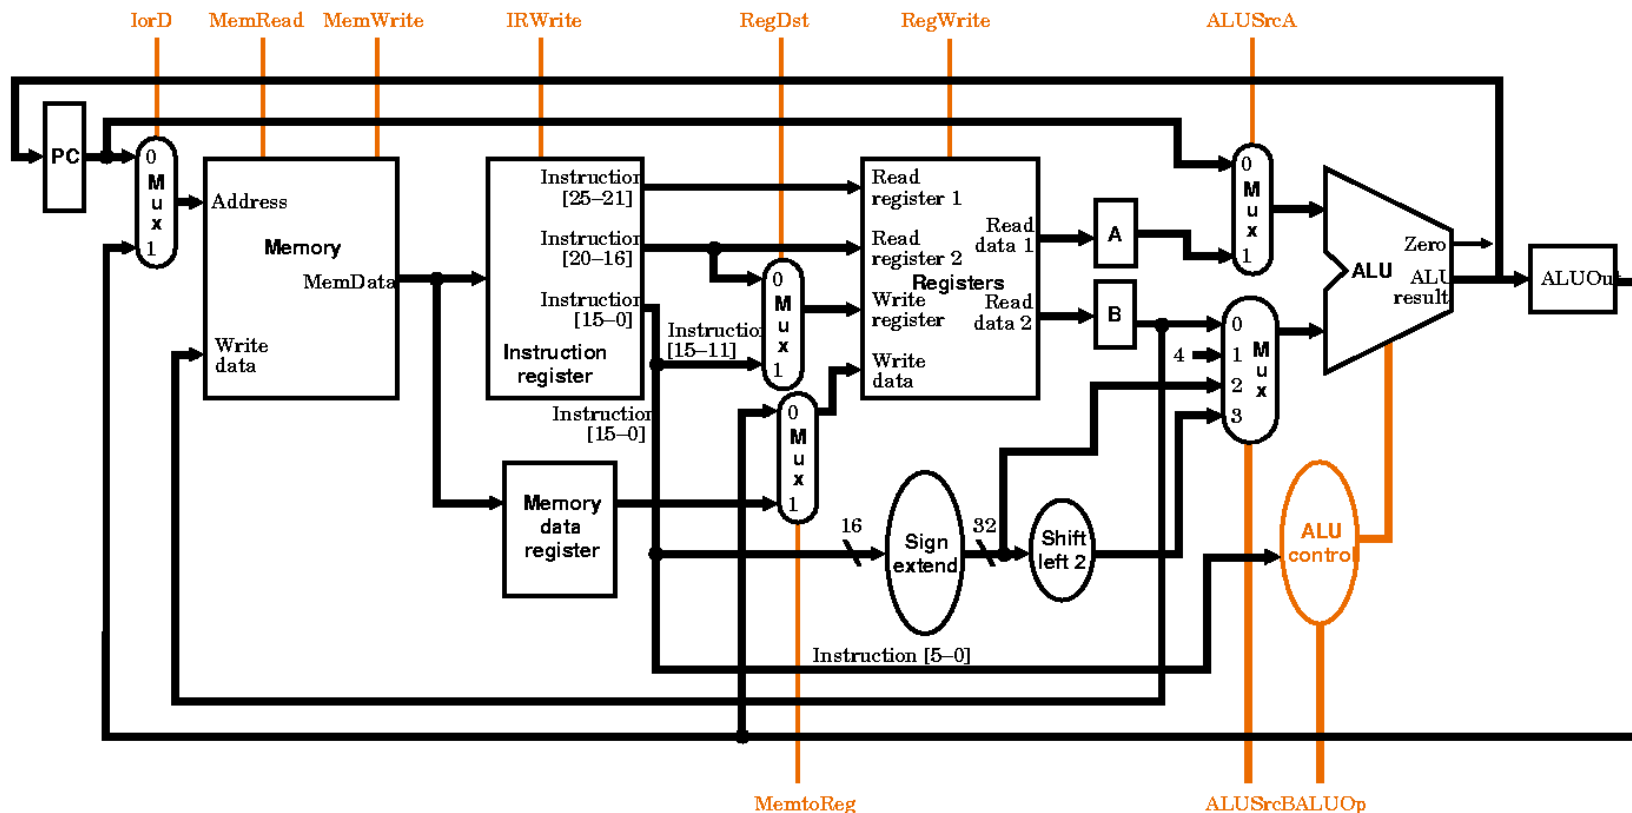 IorD
MemRead
MemWrite
IRWrite
RegDst
RegWrite
ALUSrcA
PC
0
M
u
x
1
Address
Memory
MemData
Write
data
Instruction
[25–21]
Instruction
[20–16]
Instruction
[15–0]
Instruction
register
Instruction
[15–11]
Instruction
[15–0]
Memory
data
register
0
M
u
x
1
0
M
u
x
1
Read
register 1
Read
register 2
Registers
Write
register
Write
data
Read
data 1
Read
data 2
A
B
4
0
M
u
x
1
0
1
2
3
M
u
x
Zero
ALU
ALU
result
ALUOut
16
Sign
extend
32
Shift
left 2
ALU
control
Instruction [5–0]
MemtoReg
ALUSrcB
ALUOp